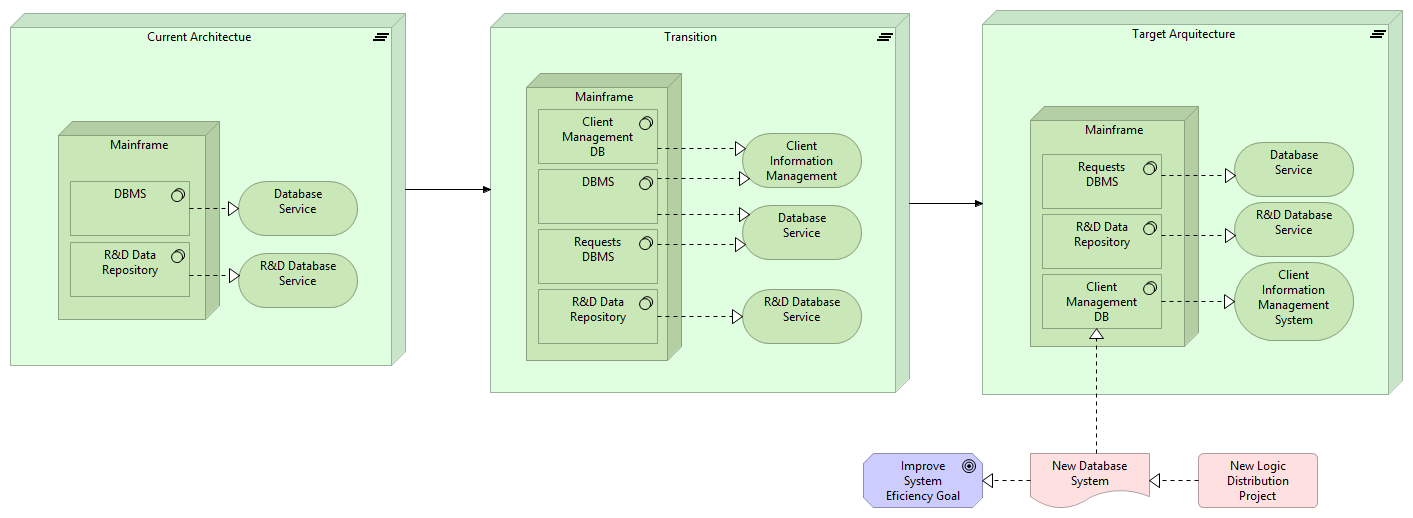 Current Architectue
Mainframe
DBMS
Database
Service
R&D Data
Repository
R&D Database
Service
Transition
Mainframe
Client
Management
DB
Client
Information
Management
DBMS
Database
Service
Requests
DBMS
R&D Data
Repository
R&D Database
Service
Target Arquitecture
Mainframe
Requests
DBMS
Database
Service
R&D Data
Repository
R&D Database
Service
Client
Management
DB
Client
Information
Management
System
Improve
System
Eficiency Goal
New Database
System
New Logic
Distribution
Project